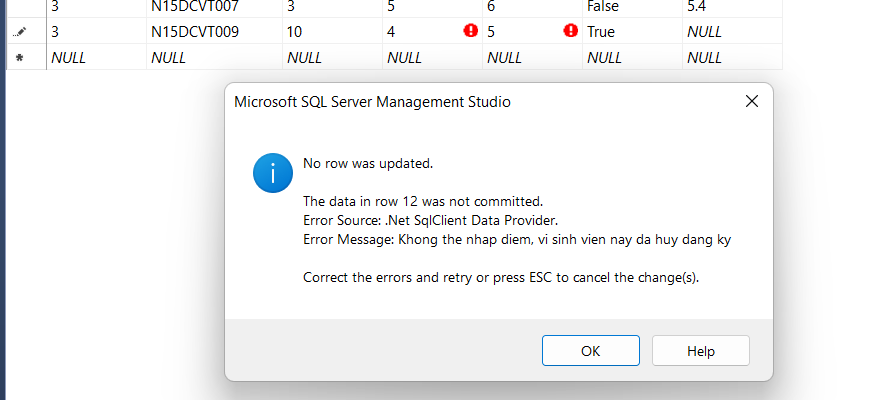 3 N15DCVT007 3 5 6 False 5.4
3 N15DCVT009 10 4 5 True NULL
NULL NULL NULL NULL NULL NULL NULL
Microsoft SQL Server Management Studio
No row was updated.
The data in row 12 was not committed.
Error Source: .Net SqlClient Data Provider.
Error Message: Khong the nhap diem, vi sinh vien nay da huy dang ky
Correct the errors and retry or press ESC to cancel the change(s).
OK Help